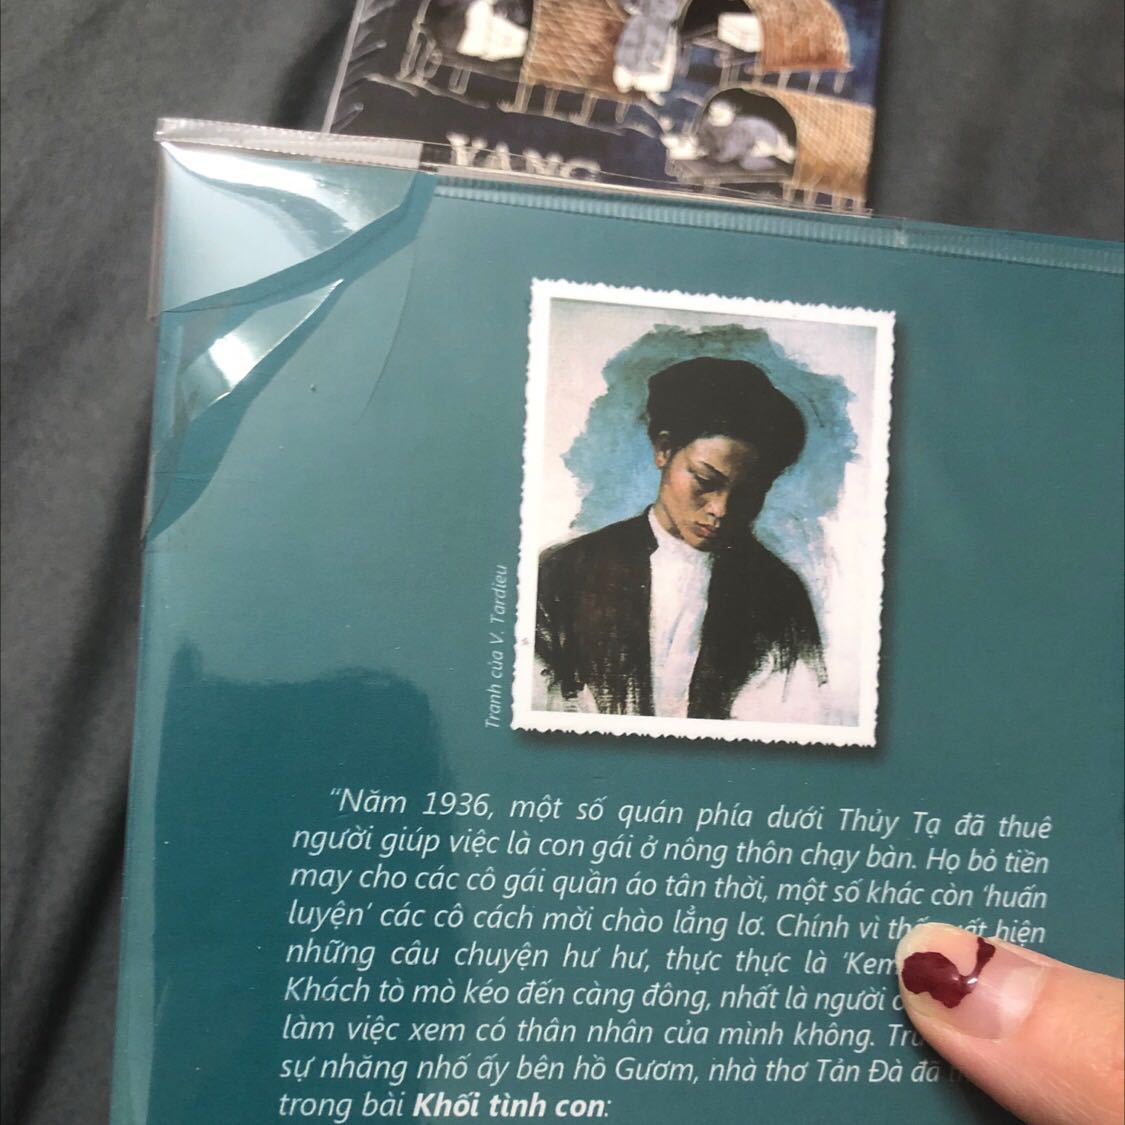 YANG
Tranh của V. Tardieu
“Năm 1936, một số quán phía dưới Thủy Tạ đã thuê
người giúp việc là con gái ở nông thôn chạy bàn. Họ bỏ tiền
may cho các cô gái quần áo tân thời, một số khác còn ‘huấn
luyện’ các cô cách mời chào lẳng lơ. Chính vì hiện
những câu chuyện hư hư, thực thực là ‘Kem
Khách tò mò kéo đến càng đông, nhất là người
làm việc xem có thân nhân của mình không.
sự nhăng nhố ấy bên hồ Gươm, nhà thơ Tản Đà đã
trong bài Khối tình con: